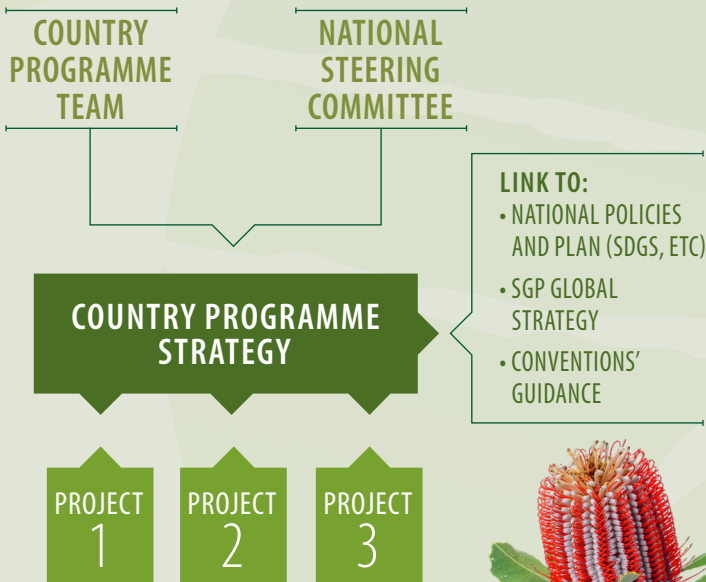 COUNTRY
PROGRAMME
TEAM
NATIONAL
STEERING
COMMITTEE
LINK TO:
• NATIONAL POLICIES
AND PLAN (SDGS, ETC)
• SGP GLOBAL
STRATEGY
• CONVENTIONS'
GUIDANCE
COUNTRY PROGRAMME
STRATEGY
PROJECT
1
PROJECT
2
PROJECT
3